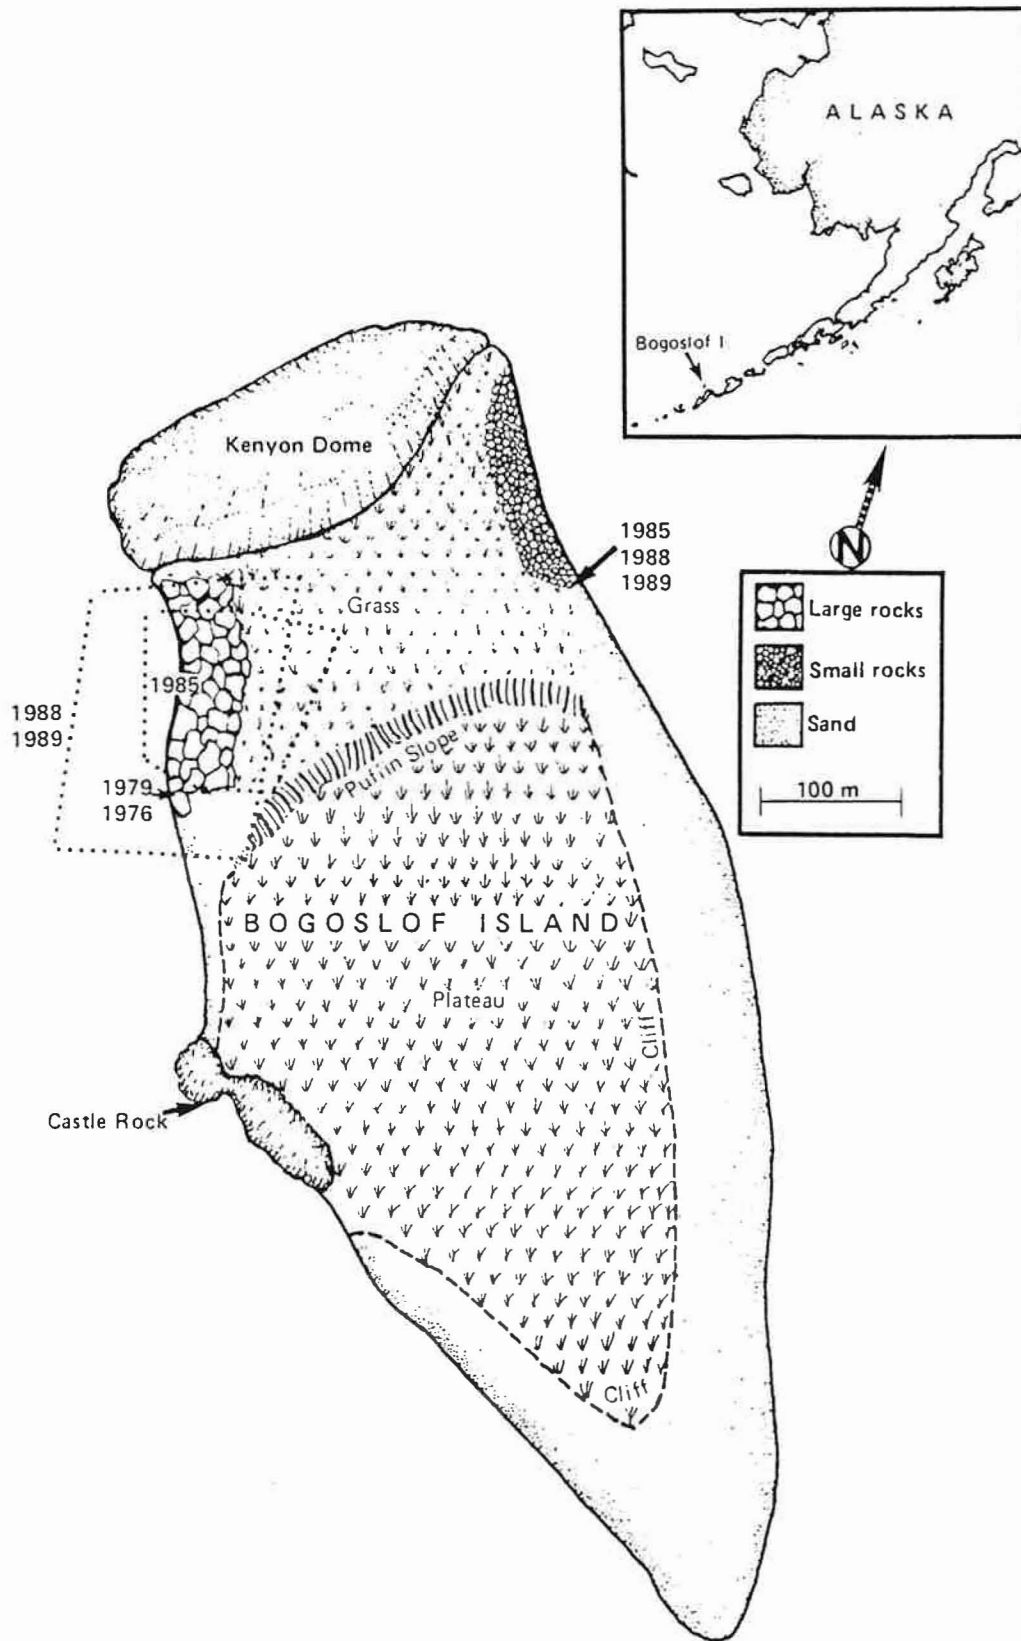 ALASKA
Bogoslof I
Kenyon Dome
N
1985
1988
1989
Large rocks
Small rocks
Sand
100 m
Grass
1985
1988
1989
1979
1976
Puffin Slope
BOGOSLOF ISLAND
Plateau
Cliff
Castle Rock
Cliff